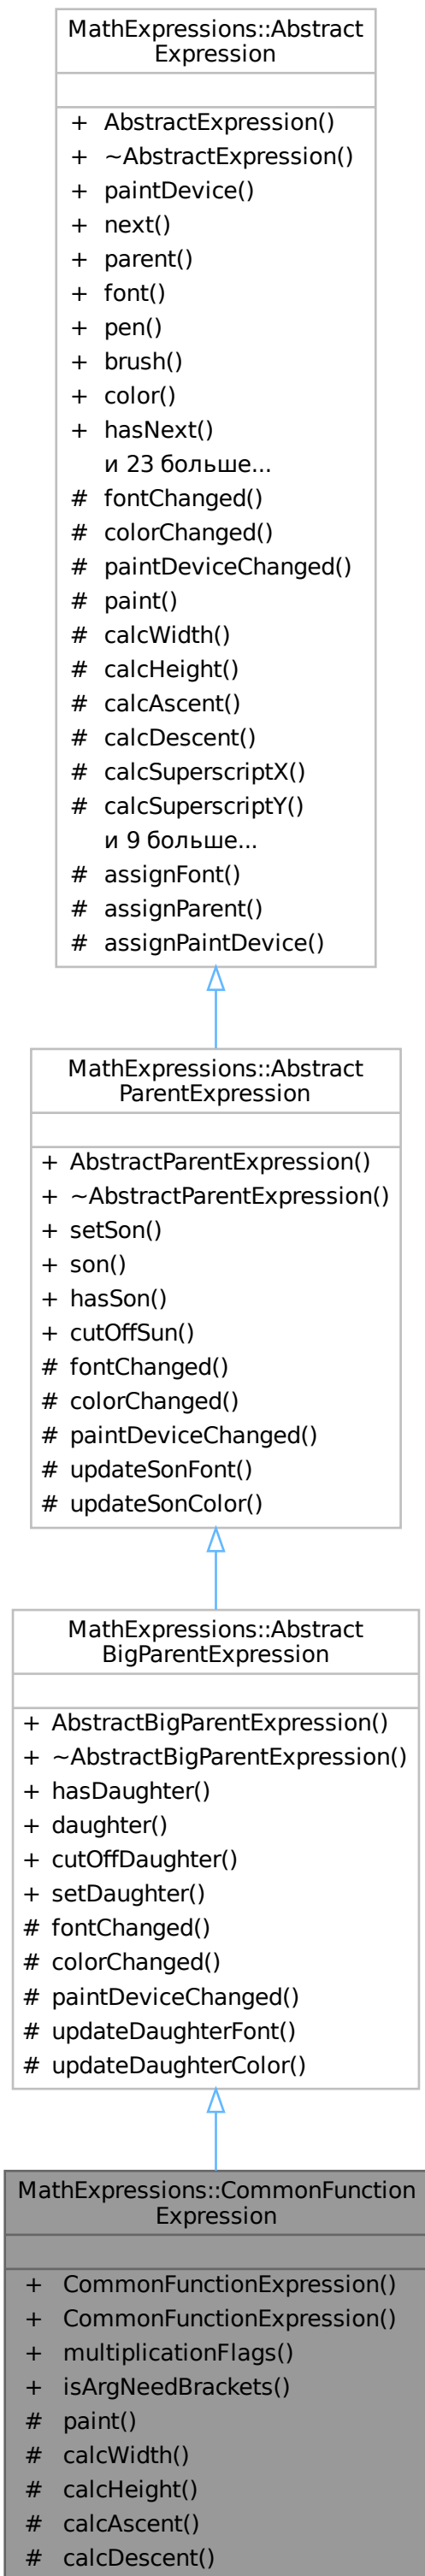 MathExpressions::Abstract
Expression
+ AbstractExpression()
+ ~AbstractExpression()
+ paintDevice()
+ next()
+ parent()
+ font()
+ pen()
+ brush()
+ color()
+ hasNext()
и 23 больше...
# fontChanged()
# colorChanged()
# paintDeviceChanged()
# paint()
# calcWidth()
# calcHeight()
# calcAscent()
# calcDescent()
# calcSuperscriptX()
# calcSuperscriptY()
и 9 больше...
# assignFont()
# assignParent()
# assignPaintDevice()
MathExpressions::Abstract
ParentExpression
+ AbstractParentExpression()
+ ~AbstractParentExpression()
+ setSon()
+ son()
+ hasSon()
+ cutOffSun()
# fontChanged()
# colorChanged()
# paintDeviceChanged()
# updateSonFont()
# updateSonColor()
MathExpressions::Abstract
BigParentExpression
+ AbstractBigParentExpression()
+ ~AbstractBigParentExpression()
+ hasDaughter()
+ daughter()
+ cutOffDaughter()
+ setDaughter()
# fontChanged()
# colorChanged()
# paintDeviceChanged()
# updateDaughterFont()
# updateDaughterColor()
MathExpressions::CommonFunction
Expression
+ CommonFunctionExpression()
+ CommonFunctionExpression()
+ multiplicationFlags()
+ isArgNeedBrackets()
# paint()
# calcWidth()
# calcHeight()
# calcAscent()
# calcDescent()